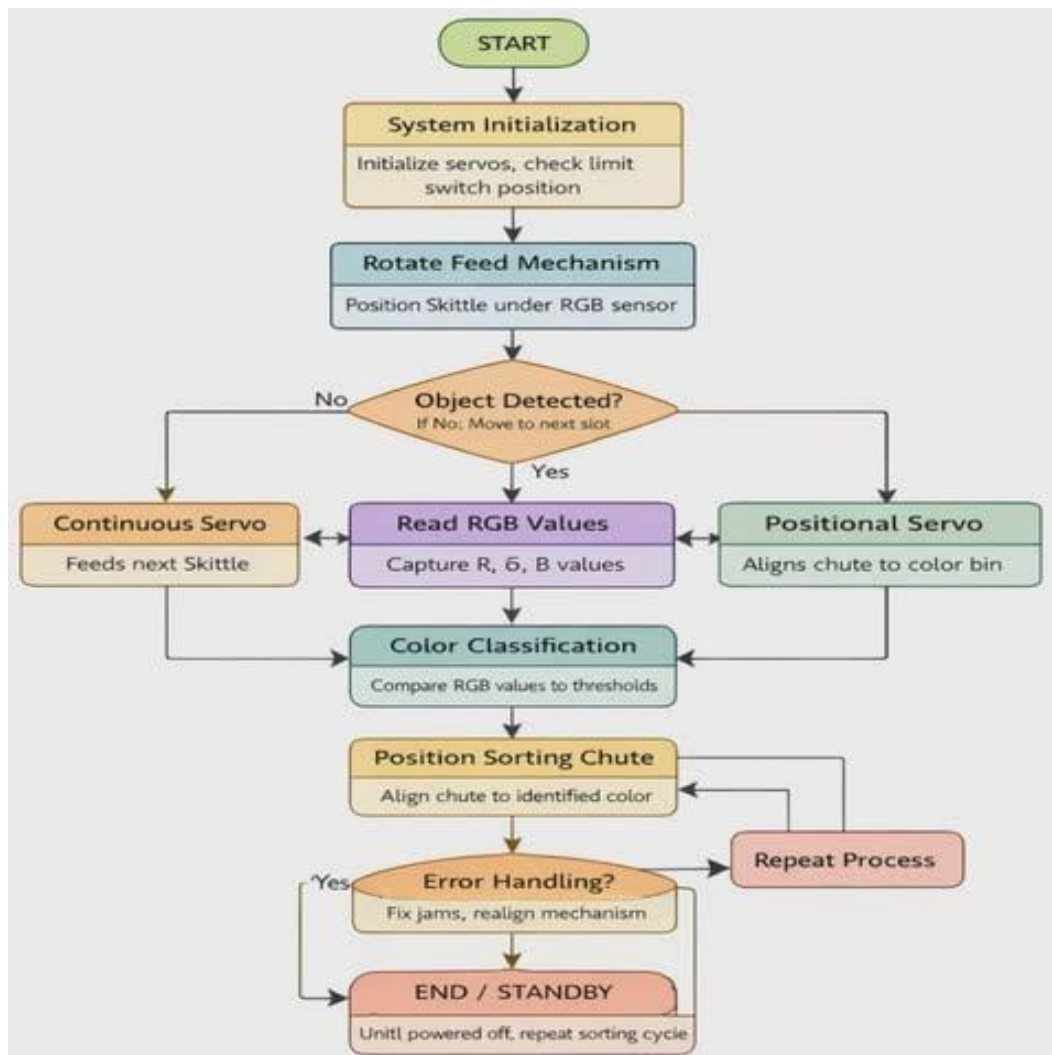 START
System Initialization
Initialize servos, check limit
switch position
Rotate Feed Mechanism
Position Skittle under RGB sensor
No
Object Detected?
If No: Move to next slot
Yes
Continuous Servo
Feeds next Skittle
Read RGB Values
Capture R, G, B values
Positional Servo
Aligns chute to color bin
Color Classification
Compare RGB values to thresholds
Position Sorting Chute
Align chute to identified color
Repeat Process
Yes
Error Handling?
Fix jams, realign mechanism
END / STANDBY
Unitl powered off, repeat sorting cycle